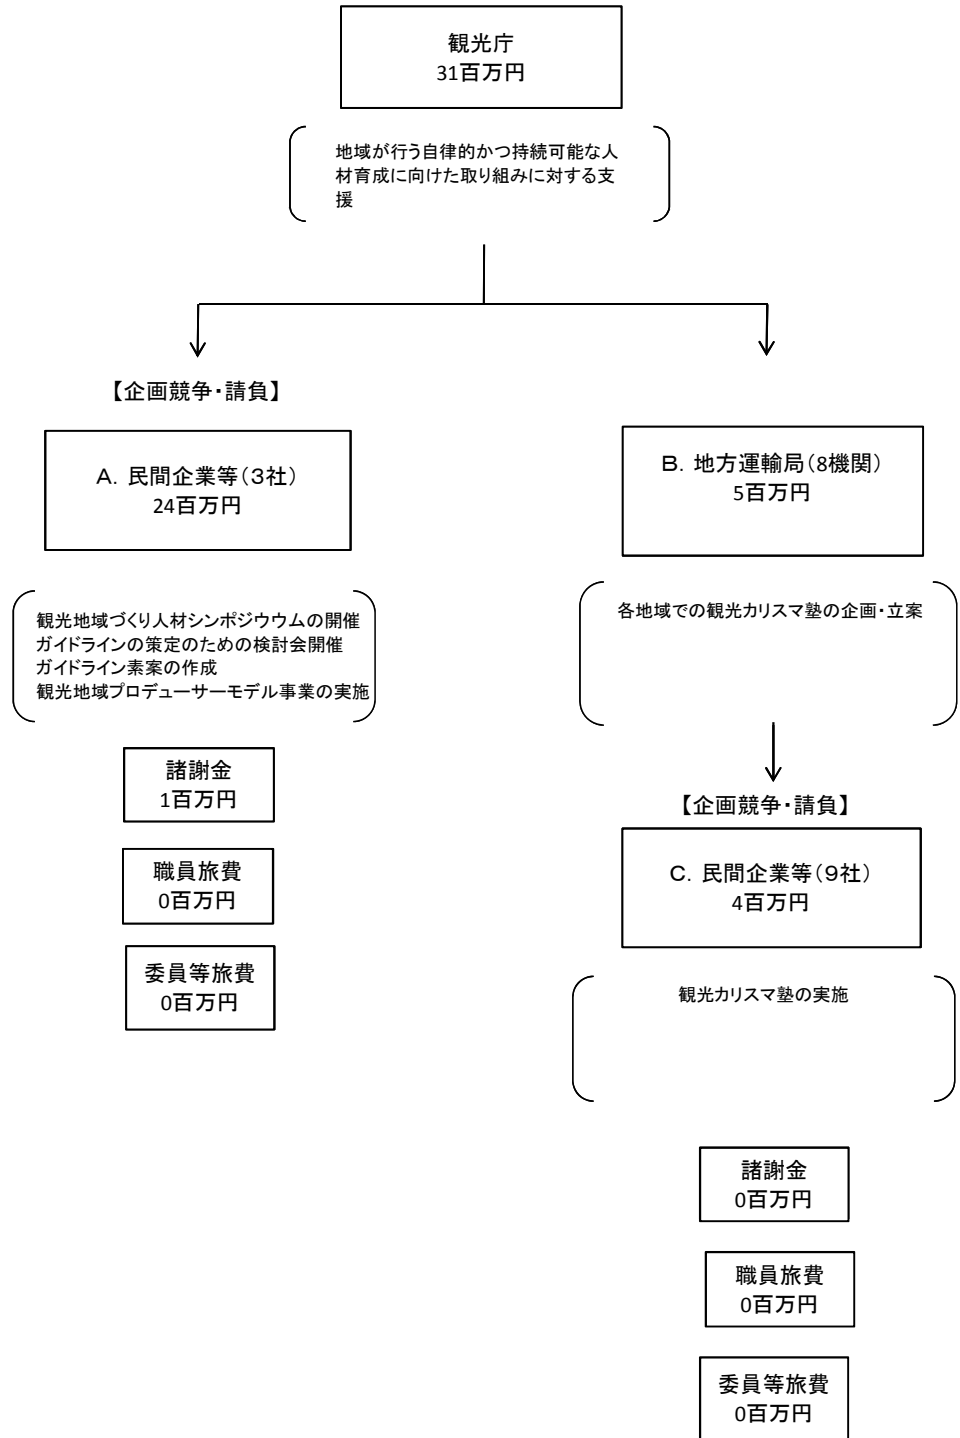 観光庁
31百万円
地域が行う自律的かつ持続可能な人
材育成に向けた取り組みに対する支
援
【企画競争・請負】
A. 民間企業等（３社）
24百万円
観光地域づくり人材シンポジウウムの開催
ガイドラインの策定のための検討会開催
ガイドライン素案の作成
観光地域プロデューサーモデル事業の実施
諸謝金
1百万円
職員旅費
0百万円
委員等旅費
0百万円
Ｂ. 地方運輸局（8機関）
5百万円
各地域での観光カリスマ塾の企画・立案
【企画競争・請負】
C. 民間企業等（９社）
4百万円
観光カリスマ塾の実施
諸謝金
0百万円
職員旅費
0百万円
委員等旅費
0百万円